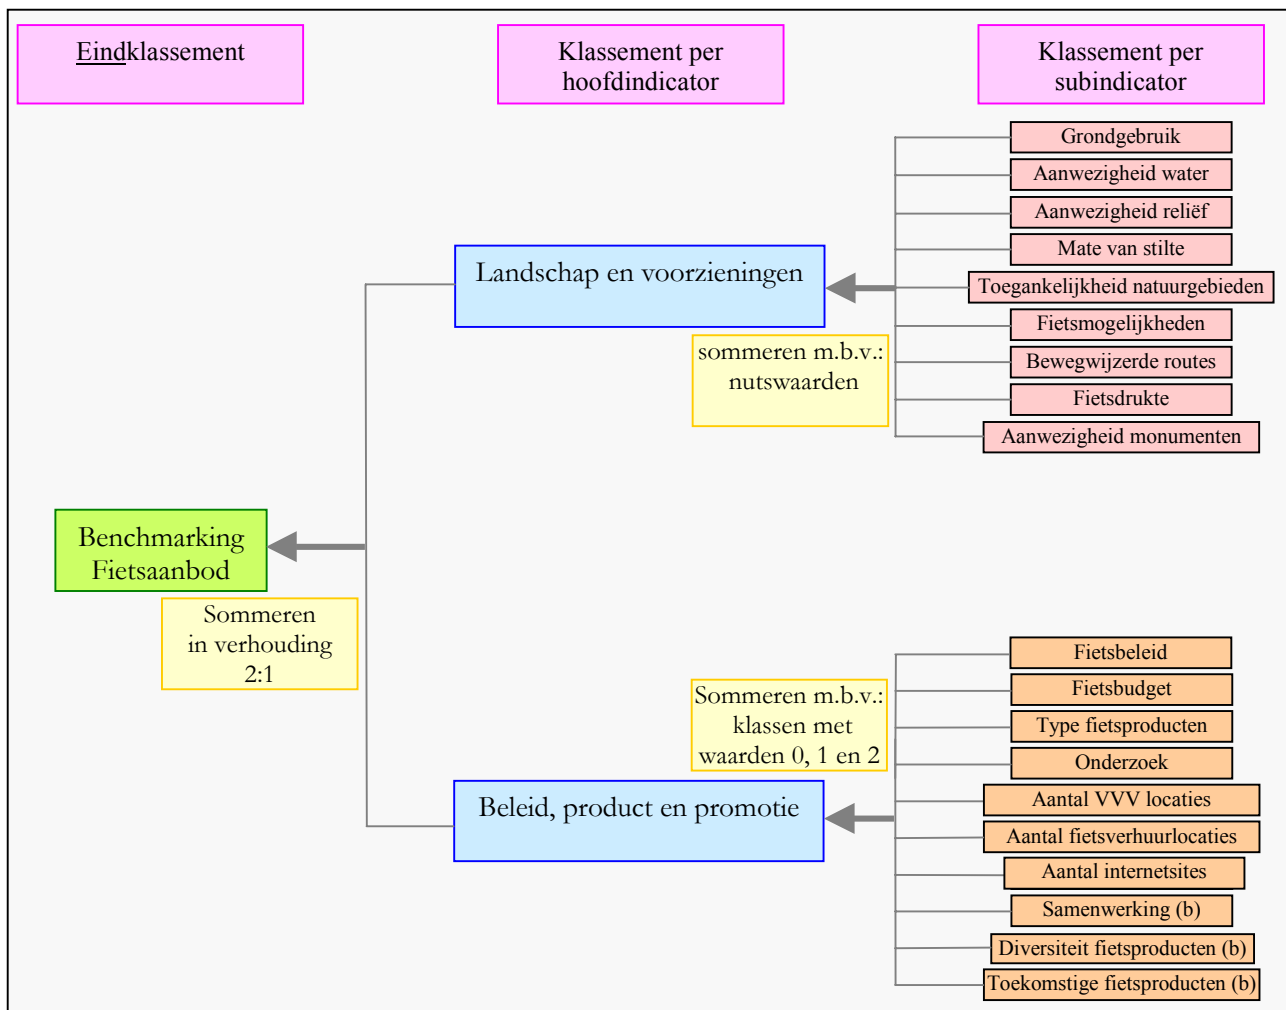 Eindklassement
Klassement per
hoofdindicator
Klassement per
subindicator
Grondgebruik
Aanwezigheid water
Aanwezigheid reliëf
Mate van stilte
Toegankelijkheid natuurgebieden
Fietsmogelijkheden
Bewegwijzerde routes
Fietsdrukte
Aanwezigheid monumenten
Landschap en voorzieningen
sommeren m.b.v.:
nutswaarden
Benchmarking
Fietsaanbod
Sommeren
in verhouding
2:1
Sommeren m.b.v.:
klassen met
waarden 0, 1 en 2
Beleid, product en promotie
Fietsbeleid
Fietsbudget
Type fietsproducten
Onderzoek
Aantal VVV locaties
Aantal fietsverhuurlocaties
Aantal internetsites
Samenwerking (b)
Diversiteit fietsproducten (b)
Toekomstige fietsproducten (b)